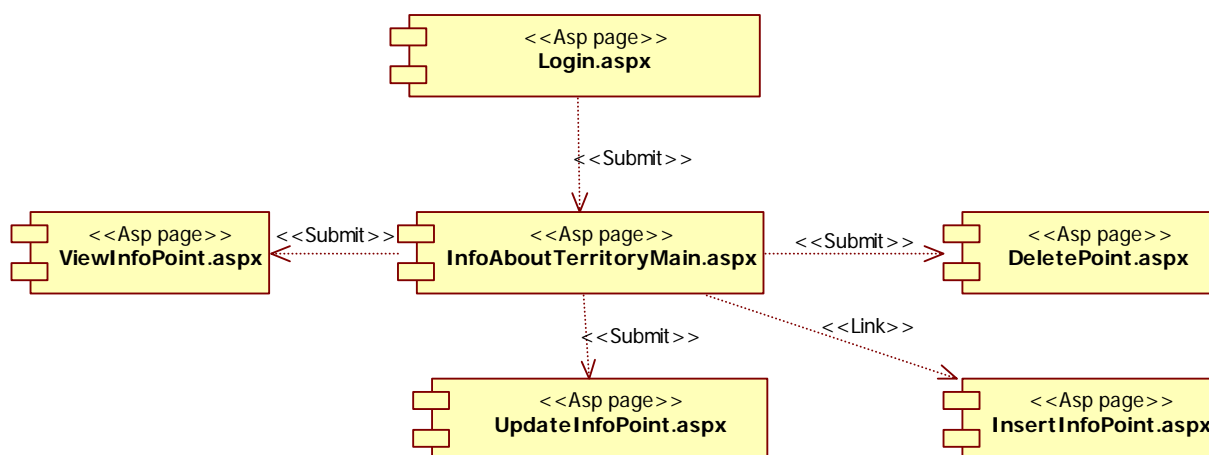 <<Asp page>>
Login.aspx
<<Submit>>
<<Asp page>>
ViewInfoPoint.aspx
<<Submit>>
<<Asp page>>
InfoAboutTerritoryMain.aspx
<<Submit>>
<<Asp page>>
DeletePoint.aspx
<<Submit>>
<<Link>>
<<Asp page>>
UpdateInfoPoint.aspx
<<Asp page>>
InsertInfoPoint.aspx